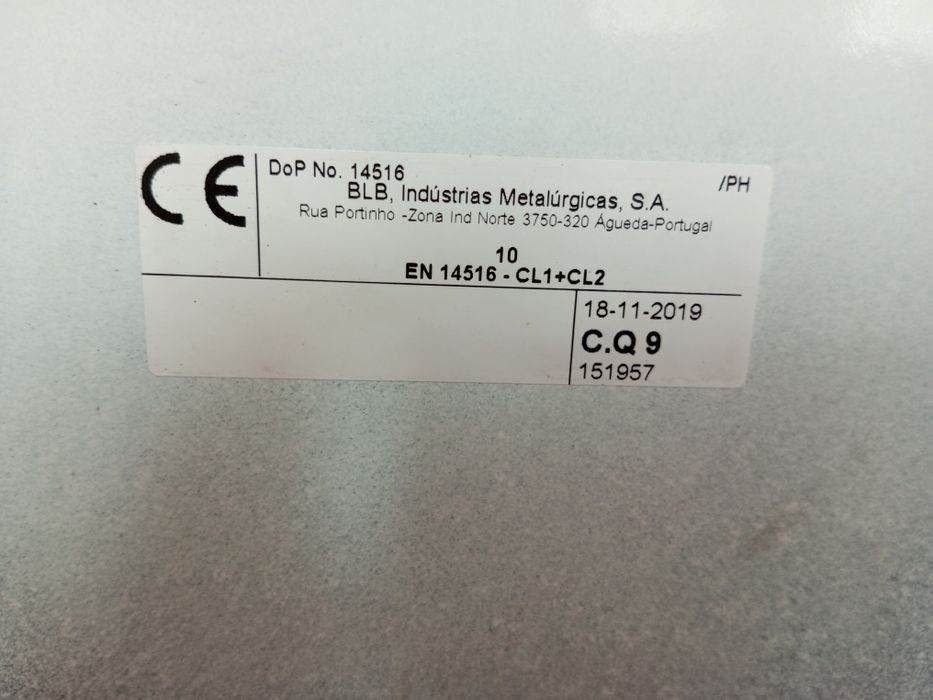 CE
DoP No. 14516
/PH
BLB, Indústrias Metalúrgicas, S.A.
Rua Portinho -Zona Ind Norte 3750-320 Águeda-Portugal
10
EN 14516 - CL1+CL2
18-11-2019
C.Q 9
151957